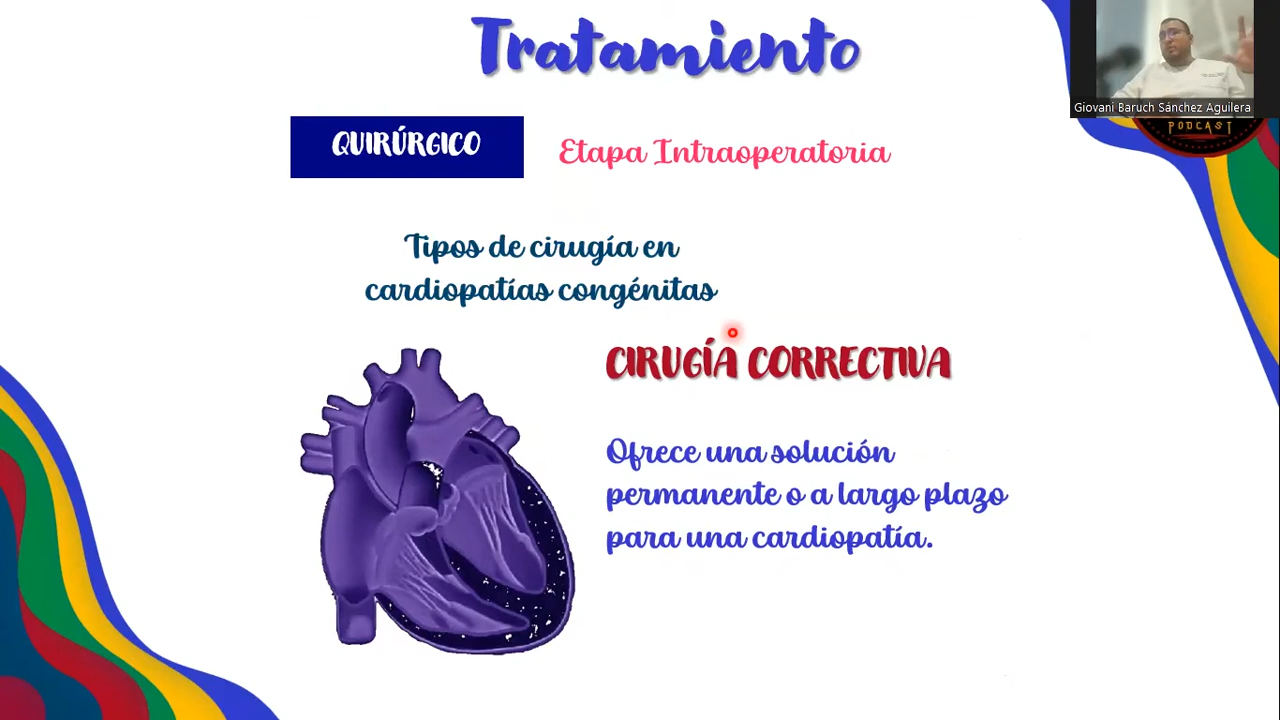 Tratamiento
Giovani Baruch Sánchez Aguilera
PODCAST
QUIRÚRGICO
Etapa Intraoperatoria
Tipos de cirugía en
cardiopatías congénitas
CIRUGÍA CORRECTIVA
Ofrece una solución
permanente o a largo plazo
para una cardiopatía.